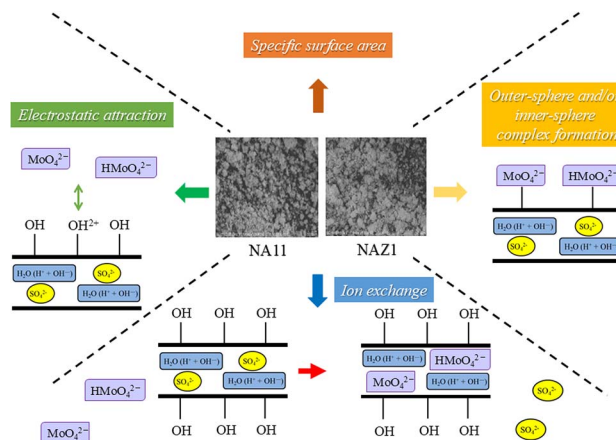 Specific surface area
Electrostatic attraction
Outer-sphere and/or
inner-sphere
complex formation
MoO₄²⁻
HMoO₄²⁻
OH
OH²⁺
OH
H₂O (H⁺ + OH⁻)
SO₄²⁻
SO₄²⁻
H₂O (H⁺ + OH⁻)
NA11
NAZ1
MoO₄²⁻
HMoO₄²⁻
H₂O (H⁺ + OH⁻)
SO₄²⁻
SO₄²⁻
H₂O (H⁺ + OH⁻)
Ion exchange
OH OH OH
H₂O (H⁺ + OH⁻)
SO₄²⁻
SO₄²⁻
H₂O (H⁺ + OH⁻)
OH OH OH
HMoO₄²⁻
MoO₄²⁻
OH OH OH
H₂O (H⁺ + OH⁻)
HMoO₄²⁻
MoO₄²⁻
H₂O (H⁺ + OH⁻)
OH OH OH
SO₄²⁻
SO₄²⁻